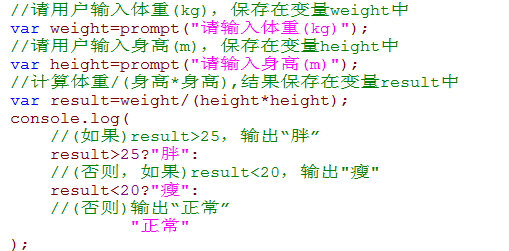 //请用户输入体重(kg), 保存在变量weight中
var weight=prompt("请输入体重(kg)");
//请用户输入身高(m), 保存在变量height中
var height=prompt("请输入身高(m)");
//计算体重/(身高*身高),结果保存在变量result中
var result=weight/(height*height);
console.log(
//(如果)result>25, 输出“胖”
result>25?"胖":
//(否则, 如果)result<20, 输出"瘦"
result<20?"瘦":
//(否则)输出“正常”
"正常"
);